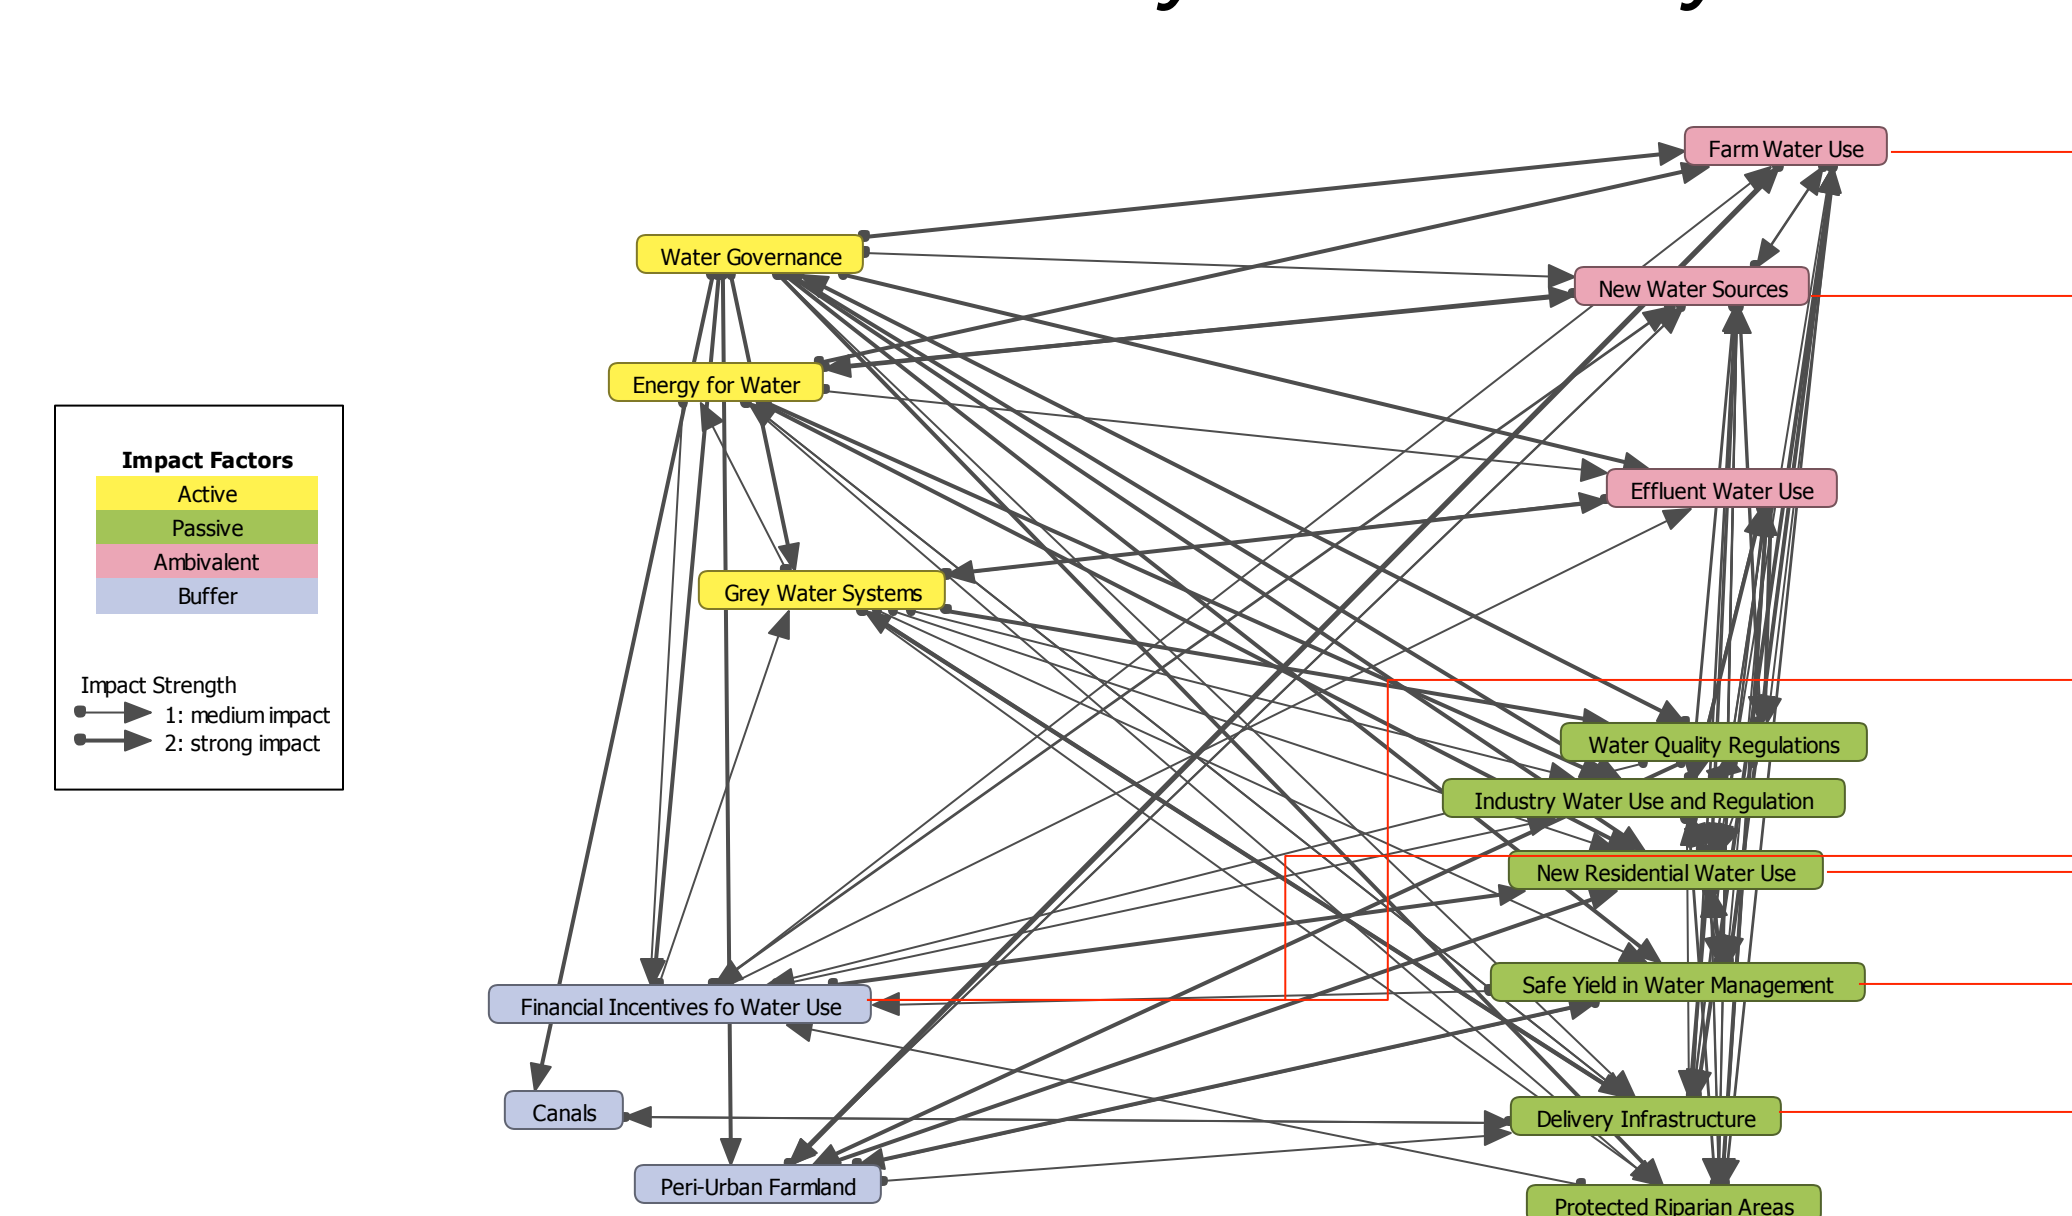 Farm Water Use
Water Governance
New Water Sources
Energy for Water
Effluent Water Use
Impact Factors
Active
Passive
Ambivalent
Buffer
Grey Water Systems
Impact Strength
1: medium impact
2: strong impact
Water Quality Regulations
Industry Water Use and Regulation
New Residential Water Use
Safe Yield in Water Management
Financial Incentives fo Water Use
Canals
Delivery Infrastructure
Peri-Urban Farmland
Protected Riparian Areas